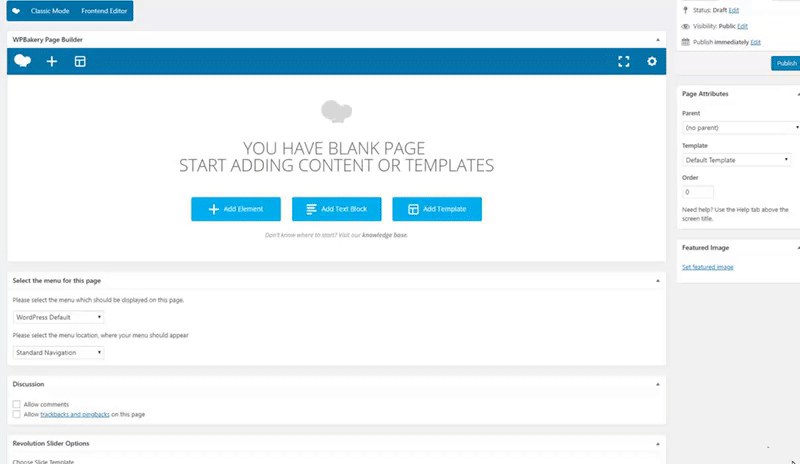 Classic Mode Frontend Editor
WPBakery Page Builder
YOU HAVE BLANK PAGE
START ADDING CONTENT OR TEMPLATES
Add Element Add Text Block Add Template
Don't know where to start? Visit our knowledge base.
Select the menu for this page
Please select the menu which should be displayed on this page.
WordPress Default
Please select the menu location, where your menu should appear
Standard Navigation
Discussion
Allow comments
Allow trackbacks and pingbacks on this page
Revolution Slider Options
Choose Slide Template
Status: Draft Edit
Visibility: Public Edit
Publish immediately Edit
Publish
Page Attributes
Parent
(no parent)
Template
Default Template
Order
0
Need help? Use the Help tab above the
screen title.
Featured Image
Set featured image